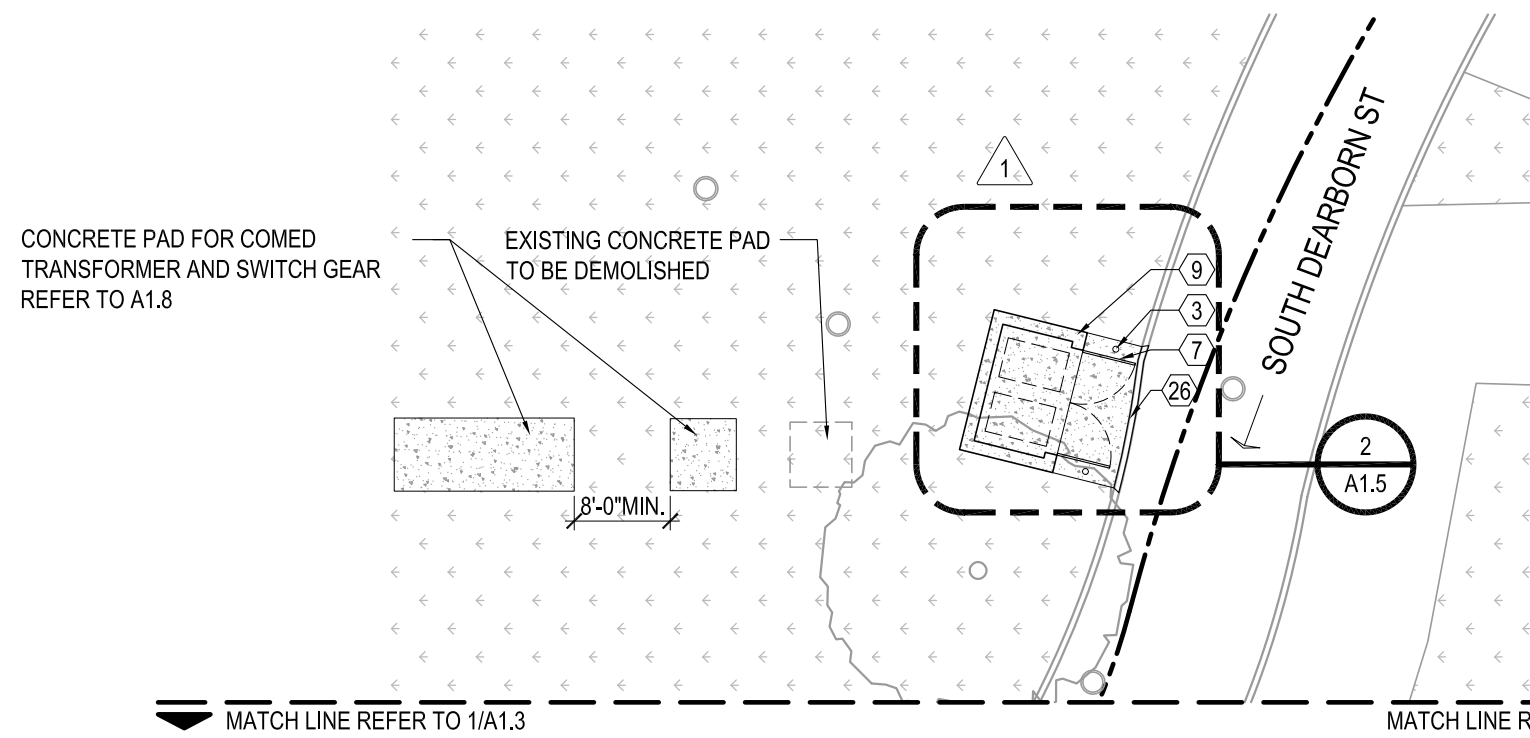 1
CONCRETE PAD FOR COMED
TRANSFORMER AND SWITCH GEAR
REFER TO A1.8
EXISTING CONCRETE PAD
TO BE DEMOLISHED
9
3
7
26
SOUTH DEARBORN ST
2
A1.5
8'-0"MIN.
MATCH LINE REFER TO 1/A1.3
MATCH LINE R